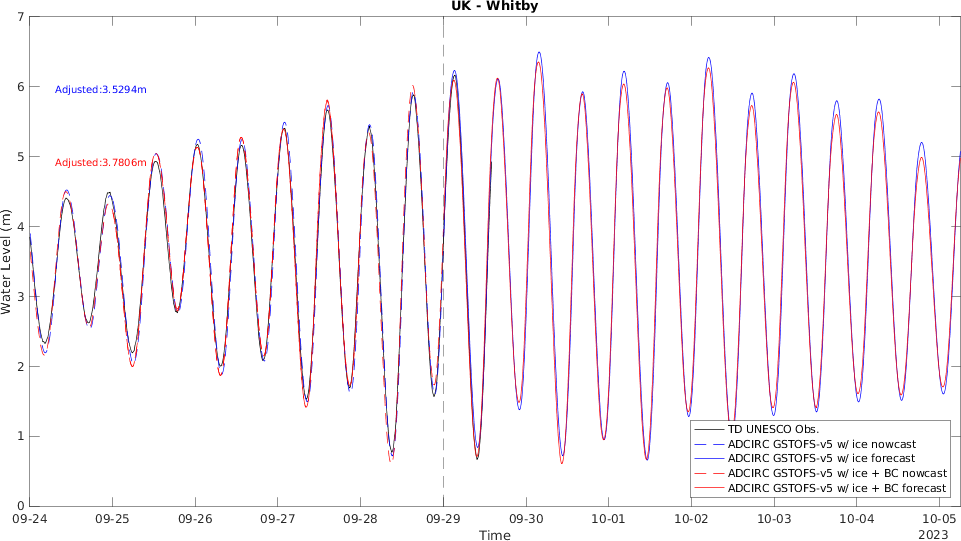 UK - Whitby
7
6
5
4
3
2
1
0
Water Level (m)
Adjusted:3.5294m
Adjusted:3.7806m
TD UNESCO Obs.
ADCIRC GSTOFS-v5 w/ ice nowcast
ADCIRC GSTOFS-v5 w/ ice forecast
ADCIRC GSTOFS-v5 w/ ice + BC nowcast
ADCIRC GSTOFS-v5 w/ ice + BC forecast
09-24 09-25 09-26 09-27 09-28 09-29 09-30 10-01 10-02 10-03 10-04 10-05
Time
2023